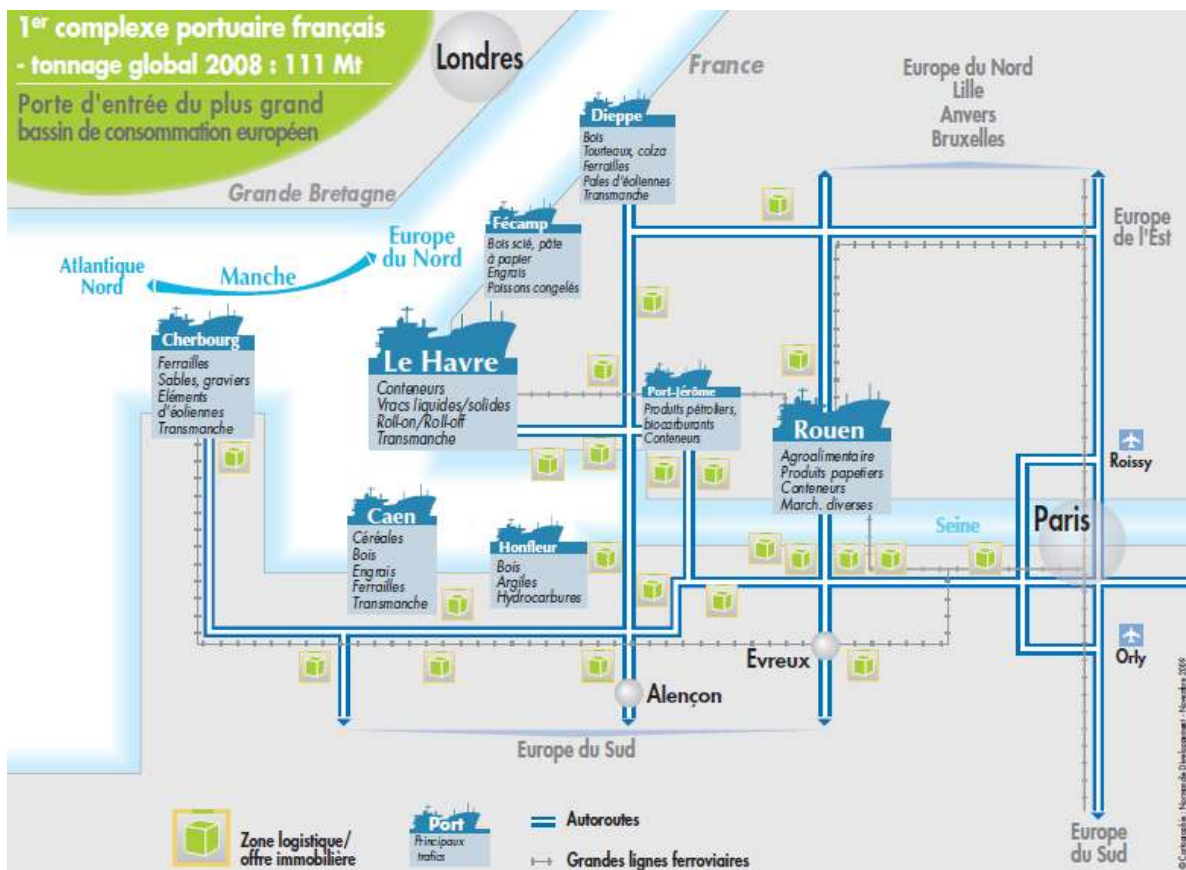 1er complexe portuaire français
- tonnage global 2008 : 111 Mt
Porte d'entrée du plus grand
bassin de consommation européen
Londres
France
Grande Bretagne
Europe du Nord
Lille
Anvers
Bruxelles
Europe
de l'Est
Atlantique
Nord
Manche
Europe
du Nord
Dieppe
Bois
Tourteaux, colza
Ferrailles
Pales d'éoliennes
Transmanche
Fécamp
Bois scié, pâte
à papier
Engrais
Poissons congelés
Cherbourg
Ferrailles
Sables, graviers
Eléments
d'éoliennes
Transmanche
Le Havre
Conteneurs
Vracs liquides/solides
Roll-on/Roll-off
Transmanche
Port-Jérôme
Produits pétroliers,
biocarburants
Conteneurs
Rouen
Agroalimentaire
Produits papetiers
Conteneurs
March. diverses
Roissy
Seine
Paris
Caen
Céréales
Bois
Engrais
Ferrailles
Transmanche
Honfleur
Bois
Argiles
Hydrocarbures
Evreux
Orly
Alençon
Europe du Sud
Europe
du Sud
Zone logistique/
offre immobilière
Port
Principaux
trafics
Autoroutes
Grandes lignes ferroviaires
© Cartographie : Normandie Développement - Novembre 2009